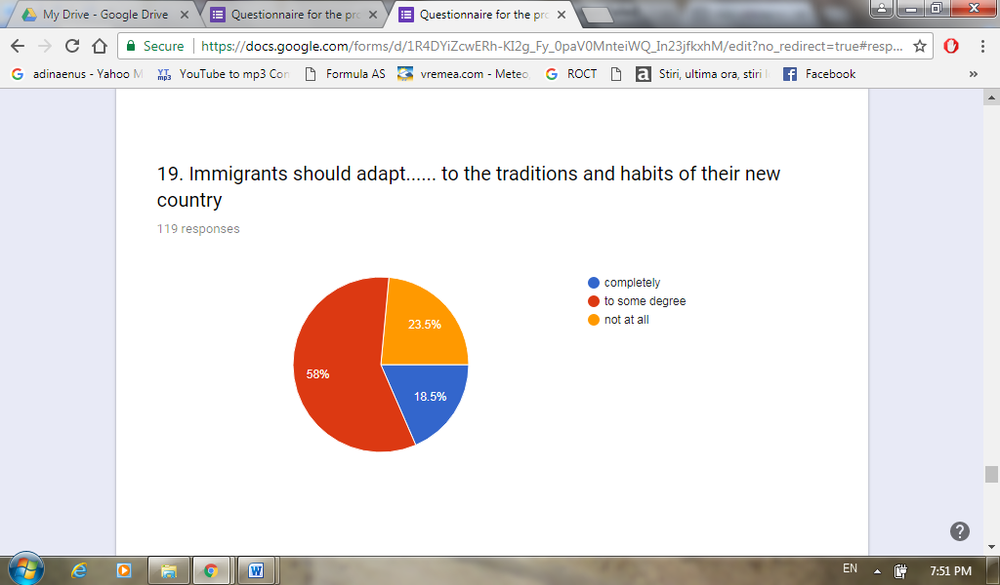 My Drive - Google Drive
Questionnaire for the pr
Questionnaire for the pro
Secure
https://docs.google.com/forms/d/1R4DYiZcwERh-KI2g_Fy_0paV0MnteiWQ_In23jfkxhM/edit?no_redirect=true#resp...
adinaenus - Yahoo M
YouTube to mp3 Con
Formula AS
vremea.com - Meteo
ROCT
Stiri, ultima ora, stiri
Facebook
»
19. Immigrants should adapt...... to the traditions and habits of their new
country
119 responses
completely
to some degree
not at all
23.5%
58%
18.5%
EN
7:51 PM